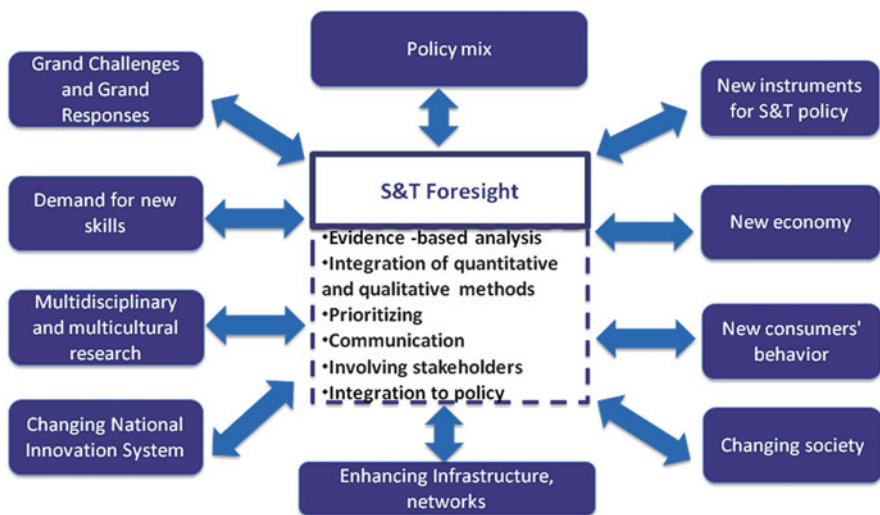 Policy mix
Grand Challenges
and Grand
Responses
New instruments
for S&T policy
S&T Foresight
Demand for new
skills
New economy
•Evidence -based analysis
•Integration of quantitative
and qualitative methods
•Prioritizing
•Communication
•Involving stakeholders
•Integration to policy
Multidisciplinary
and multicultural
research
New consumers'
behavior
Changing National
Innovation System
Changing society
Enhancing Infrastructure,
networks